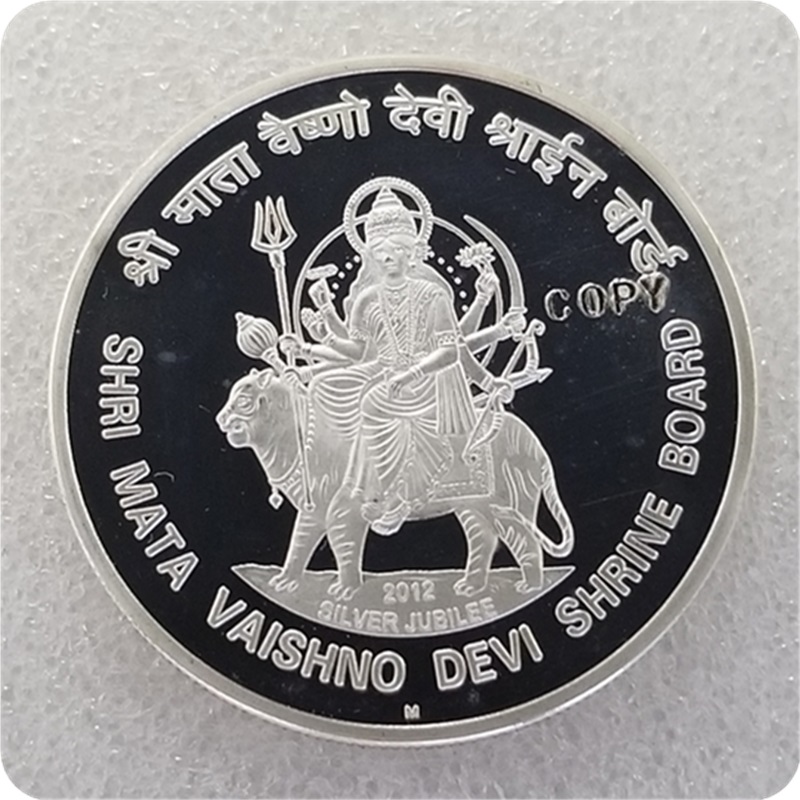 श्री माता वैष्णो देवी श्राईन बोर्ड
COPY
2012
SILVER JUBILEE
SHRI MATA VAISHNO DEVI SHRINE BOARD
M